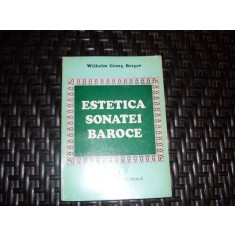 Wilhelm Georg Berger
ESTETICA
SONATEI
BAROCE